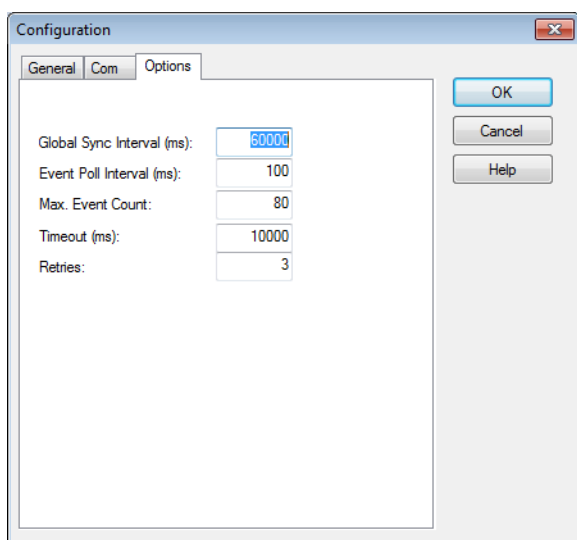 Configuration
General Com Options
OK
Cancel
Help
Global Sync Interval (ms): 60000
Event Poll Interval (ms): 100
Max. Event Count: 80
Timeout (ms): 10000
Retries: 3